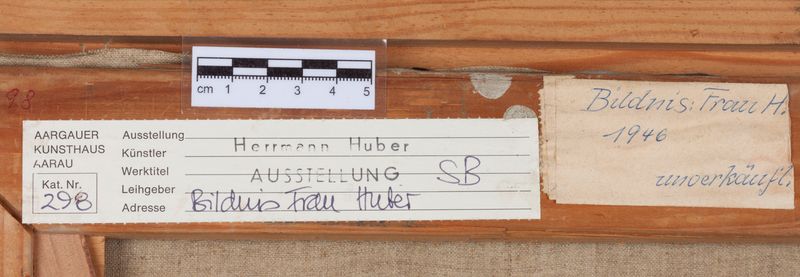 cm 1 2 3 4 5
98
AARGAUER
KUNSTHAUS
AARAU
Kat. Nr.
298
Ausstellung
Künstler
Werktitel
Leihgeber
Adresse
Herrmann Huber
AUSSTELLUNG SB
Bildnis Frau Huber
Bildnis: Frau H.
1946
unverkäufl.